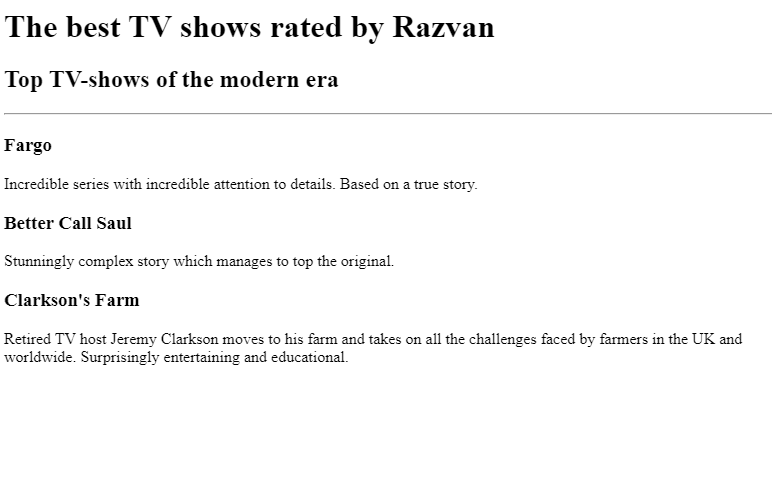 The best TV shows rated by Razvan
Top TV-shows of the modern era
Fargo
Incredible series with incredible attention to details. Based on a true story.
Better Call Saul
Stunningly complex story which manages to top the original.
Clarkson's Farm
Retired TV host Jeremy Clarkson moves to his farm and takes on all the challenges faced by farmers in the UK and
worldwide. Surprisingly entertaining and educational.